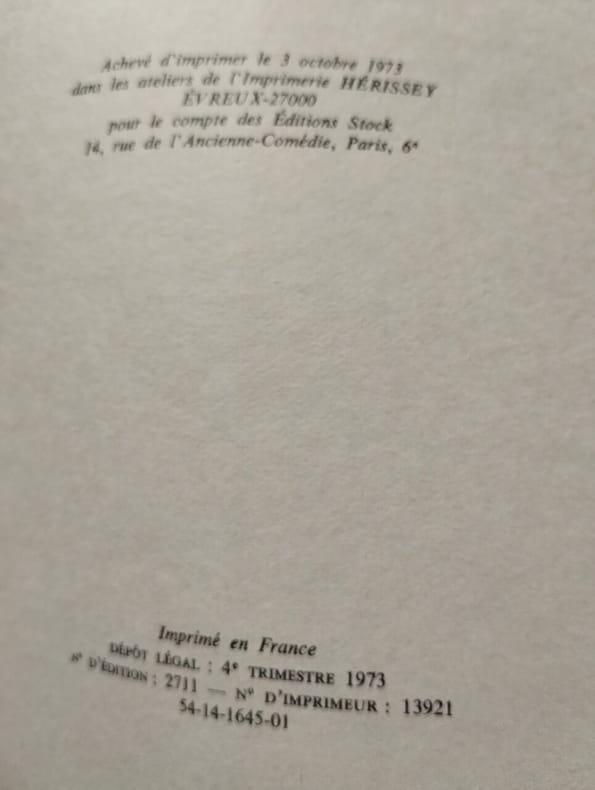 Achevé d'imprimer le 3 octobre 1973
dans les ateliers de l'Imprimerie HÉRISSEY
ÉVREUX-27000
pour le compte des Éditions Stock
14, rue de l'Ancienne-Comédie, Paris, 6ᵉ
Imprimé en France
DÉPÔT LÉGAL : 4ᵉ TRIMESTRE 1973
N° D'ÉDITION : 2711 — N° D'IMPRIMEUR : 13921
54-14-1645-01